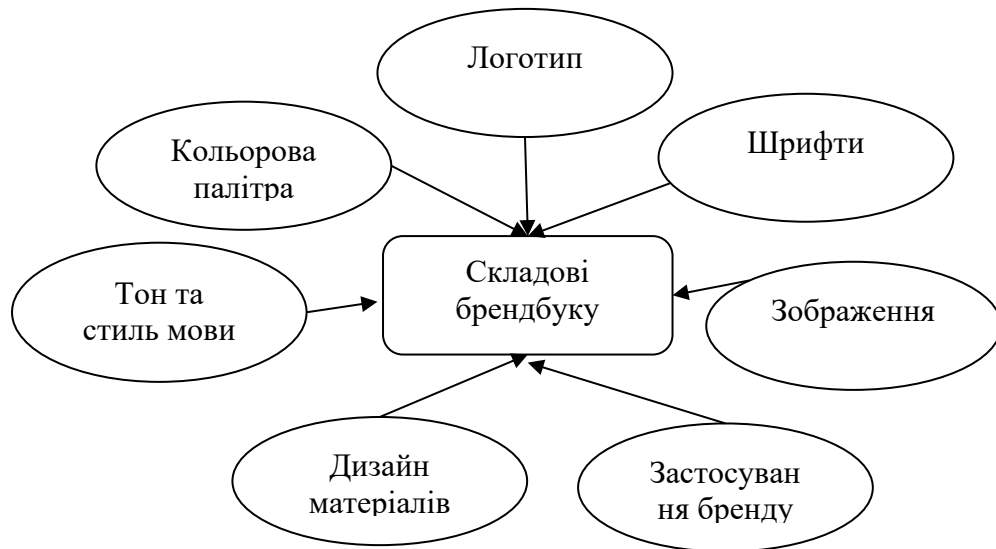 Логотип
Кольорова
палітра
Шрифти
Складові
брендбуку
Тон та
стиль мови
Зображення
Дизайн
матеріалів
Застосуван
ня бренду